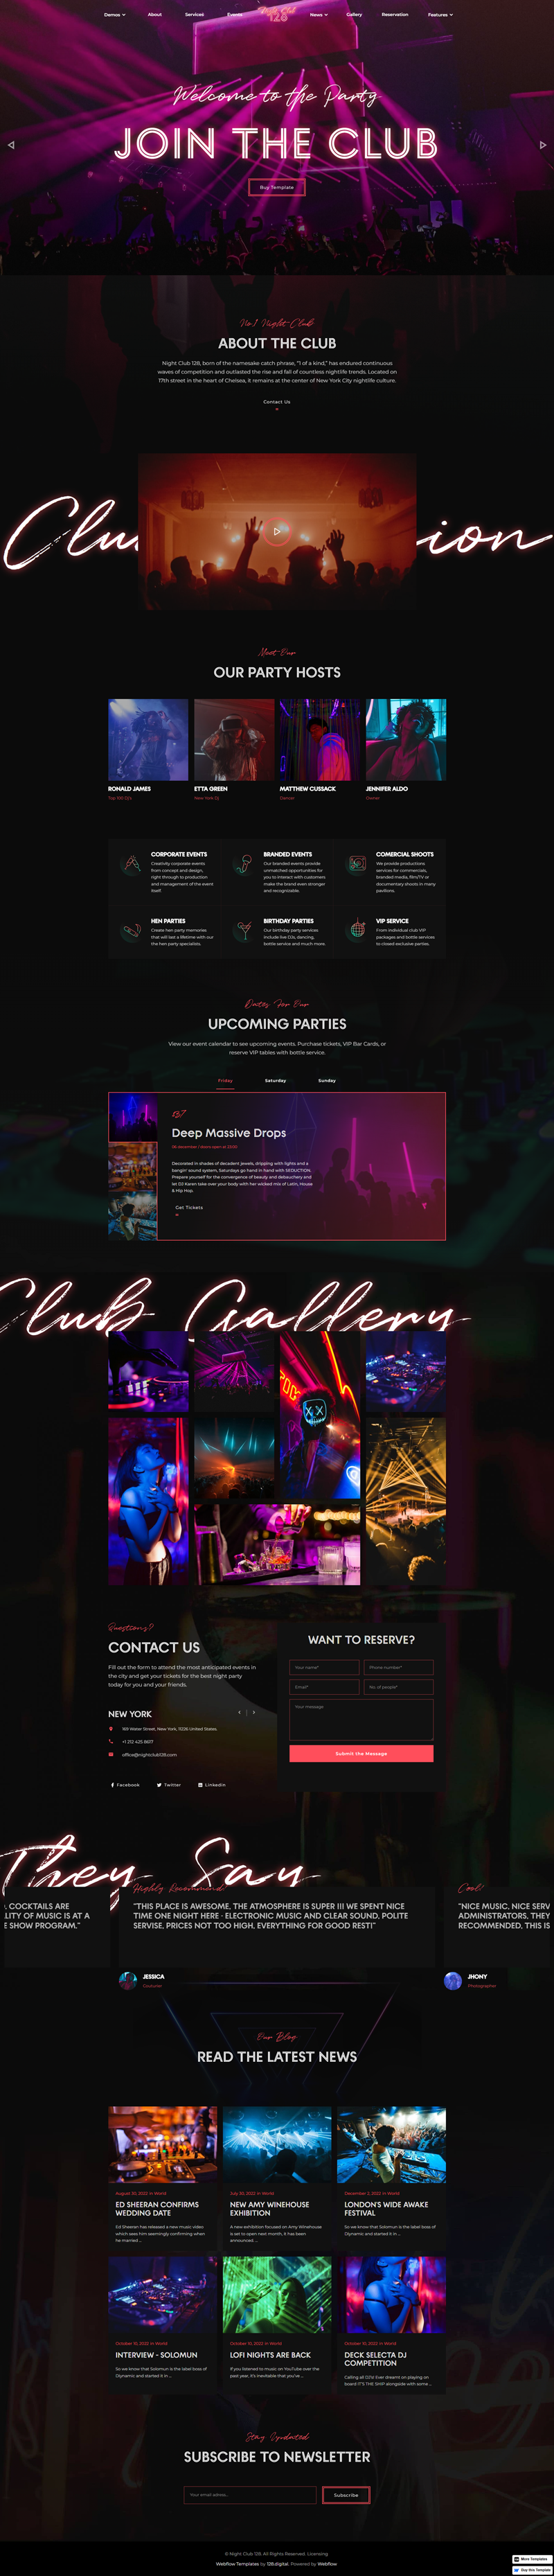 Demos
About
Services
Events
Night Club
128
News
Gallery
Reservation
Features
Welcome to the Party
JOIN THE CLUB
Buy Template
No.1 Night Club
ABOUT THE CLUB
Night Club 128, born of the namesake catch phrase, "1 of a kind," has endured continuous
waves of competition and outlasted the rise and fall of countless nightlife trends. Located on
17th street in the heart of Chelsea, it remains at the center of New York City nightlife culture.
Contact Us
Meet Our
OUR PARTY HOSTS
RONALD JAMES
Top 100 DJ's
ETTA GREEN
New York DJ
MATTHEW CUSSACK
Dancer
JENNIFER ALDO
Owner
CORPORATE EVENTS
Creativity corporate events
from concept and design,
right through to production
and management of the event
itself.
BRANDED EVENTS
Our branded events provide
unmatched opportunities for
you to interact with customers
make the brand even stronger
and recognizable.
COMERCIAL SHOOTS
We provide productions
services for commercials,
branded media, film/TV or
documentary shoots in many
pavilions.
HEN PARTIES
Create hen party memories
that will last a lifetime with our
the hen party specialists.
BIRTHDAY PARTIES
Our birthday party services
include live DJs, dancing,
bottle service and much more.
VIP SERVICE
From individual club VIP
packages and bottle services
to closed exclusive parties.
Dates For Our
UPCOMING PARTIES
View our event calendar to see upcoming events. Purchase tickets, VIP Bar Cards, or
reserve VIP tables with bottle service.
Friday
Saturday
Sunday
Deep Massive Drops
Decorated in shades of decadent jewels, dripping with lights and a
bangin' sound system, Saturdays go hand in hand with SEDUCTION.
Prepare yourself for the convergence of beauty and debauchery and
let DJ Karen take over your body with her wicked mix of Latin, House
& Hip Hop.
Get Tickets
Club Gallery
Questions?
CONTACT US
Fill out the form to attend the most anticipated events in
the city and get your tickets for the best night party
today for you and your friends.
NEW YORK
169 Water Street, New York, 11226 United States.
+1 212 425 8617
office@nightclub128.com
Facebook
Twitter
LinkedIn
WANT TO RESERVE?
Your name*
Phone number*
Email*
No. of people*
Your message
Submit the Message
They Say
, COCKTAILS ARE
LITY OF MUSIC IS AT A
E SHOW PROGRAM."
Highly Recommend
"THIS PLACE IS AWESOME, THE ATMOSPHERE IS SUPER !!! WE SPENT NICE
TIME ONE NIGHT HERE - ELECTRONIC MUSIC AND CLEAR SOUND, POLITE
SERVISE, PRICES NOT TOO HIGH, EVERYTHING FOR GOOD REST!"
JESSICA
Couturier
Cool!
"NICE MUSIC, NICE SERV
ADMINISTRATORS, THEY
RECOMMENDED, THIS IS
JHONY
Photographer
Our Blog
READ THE LATEST NEWS
August 30, 2022 in World
ED SHEERAN CONFIRMS
WEDDING DATE
Ed Sheeran has released a new music video
which sees him seemingly confirming when
he married ...
July 30, 2022 in World
NEW AMY WINEHOUSE
EXHIBITION
A new exhibition focused on Amy Winehouse
is set to open next month, it has been
announced ...
December 2, 2022 in World
LONDON'S WIDE AWAKE
FESTIVAL
So we know that Solomun is the label boss of
Diynamic and started it in ...
October 10, 2022 in World
INTERVIEW - SOLOMUN
So we know that Solomun is the label boss of
Diynamic and started it in ...
October 10, 2022 in World
LOFI NIGHTS ARE BACK
If you listened to music on YouTube over the
past year, it's inevitable that you've ...
October 10, 2022 in World
DECK SELECTA DJ
COMPETITION
Calling all DJ's! Ever dreamt on playing on
board IT'S THE SHIP alongside with some ...
Stay Updated
SUBSCRIBE TO NEWSLETTER
Your email adress...
Subscribe
© Night Club 128. All Rights Reserved. Licensing
Webflow Templates by 128.digital. Powered by Webflow
More Templates
Buy this Template